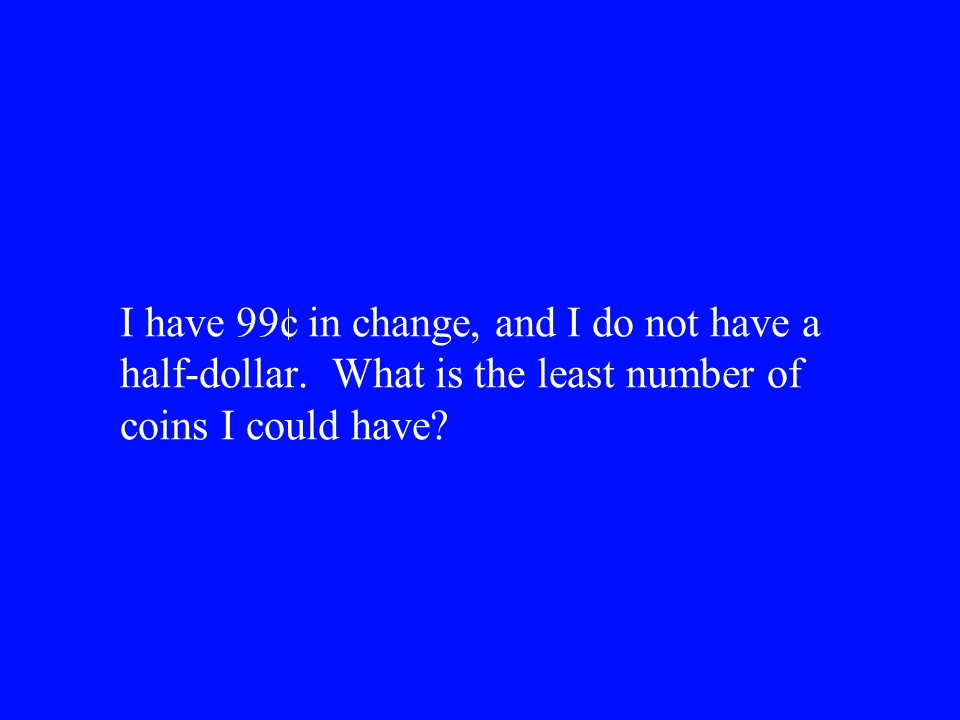 I have 99¢ in change, and I do not have a
half-dollar.  What is the least number of
coins I could have?